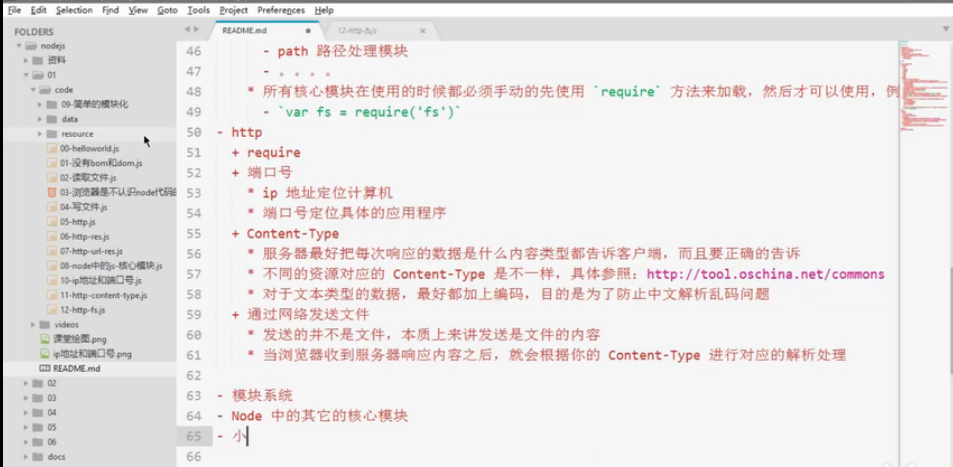 File Edit Selection Find View Goto Tools Project Preferences Help
FOLDERS
nodejs
资料
01
code
09-简单的模块化
data
resource
00-helloworld.js
01-没有bom和dom.js
02-读取文件.js
03-浏览器是不认识node代码的
04-写文件.js
05-http.js
06-http-res.js
07-http-url-res.js
08-node中的js-核心模块.js
10-ip地址和端口号.js
11-http-content-type.js
12-http-fs.js
videos
课堂绘图.png
ip地址和端口号.png
README.md
02
03
04
05
06
docs
README.md
12-http-fs.js
46 - path 路径处理模块
47 - 。。。。
48 * 所有核心模块在使用的时候都必须手动的先使用 `require` 方法来加载，然后才可以使用，例
49 - `var fs = require('fs')`
50 - http
51 + require
52 + 端口号
53 * ip 地址定位计算机
54 * 端口号定位具体的应用程序
55 + Content-Type
56 * 服务器最好把每次响应的数据是什么内容类型都告诉客户端，而且要正确的告诉
57 * 不同的资源对应的 Content-Type 是不一样，具体参照：http://tool.oschina.net/commons
58 * 对于文本类型的数据，最好都加上编码，目的是为了防止中文解析乱码问题
59 + 通过网络发送文件
60 * 发送的并不是文件，本质上来讲发送是文件的内容
61 * 当浏览器收到服务器响应内容之后，就会根据你的 Content-Type 进行对应的解析处理
62
63 - 模块系统
64 - Node 中的其它的核心模块
65 - 小
66